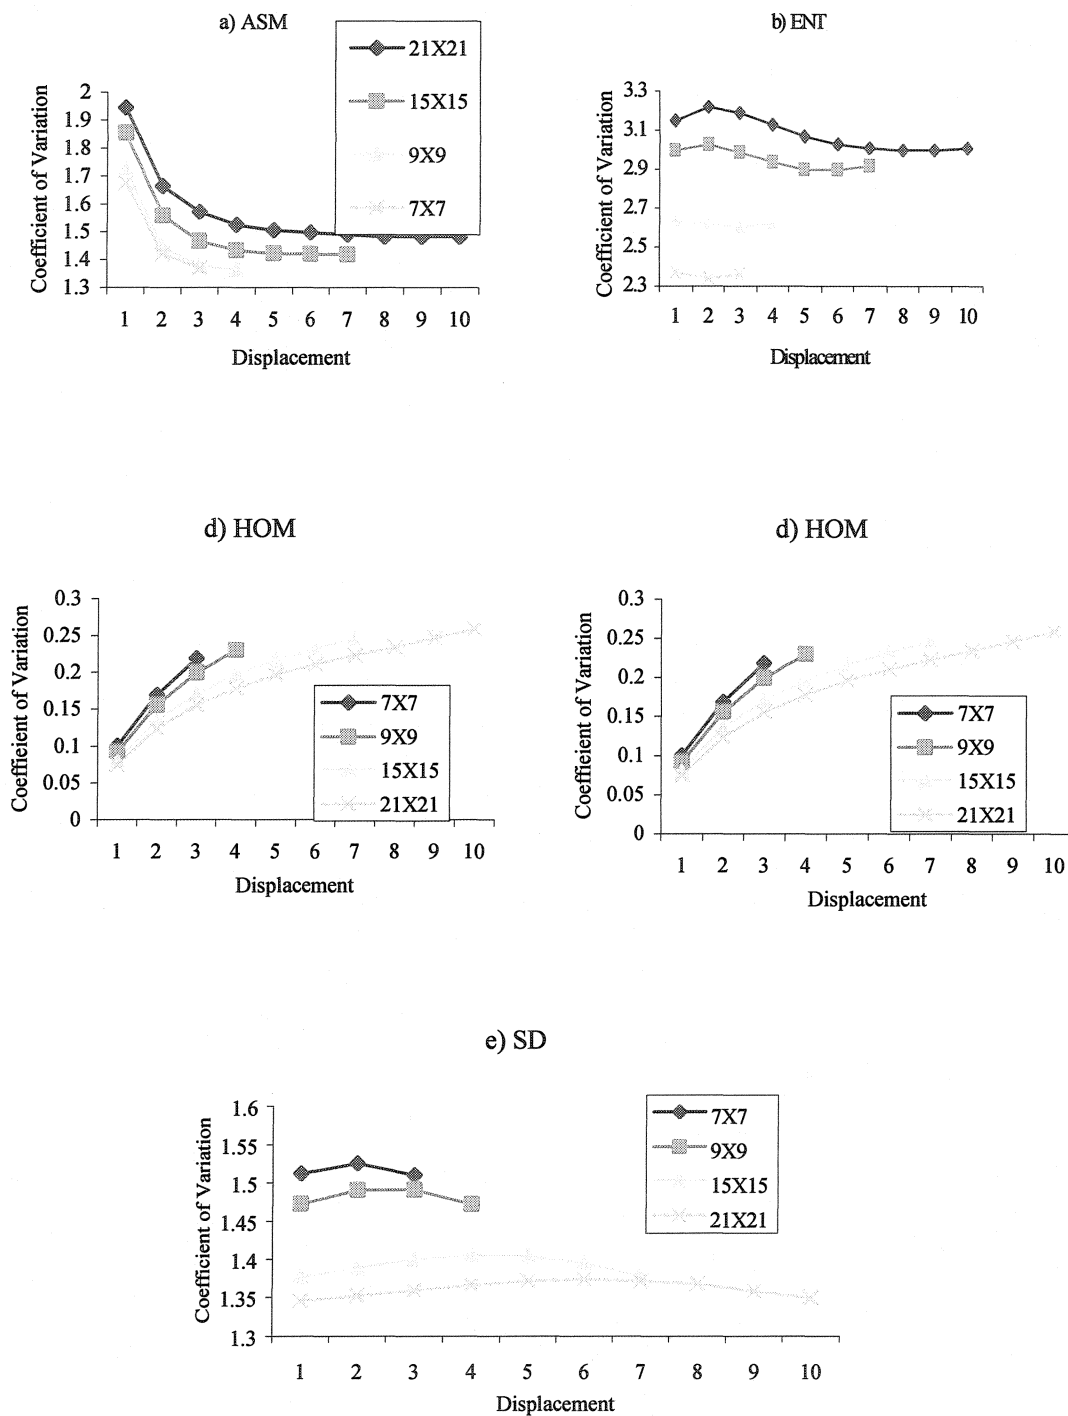 a) ASM
21X21
15X15
9X9
7X7
Coefficient of Variation
2
1.9
1.8
1.7
1.6
1.5
1.4
1.3
1 2 3 4 5 6 7 8 9 10
Displacement
b) ENT
Coefficient of Variation
3.3
3.1
2.9
2.7
2.5
2.3
1 2 3 4 5 6 7 8 9 10
Displacement
d) HOM
Coefficient of Variation
0.3
0.25
0.2
0.15
0.1
0.05
0
7X7
9X9
15X15
21X21
1 2 3 4 5 6 7 8 9 10
Displacement
d) HOM
Coefficient of Variation
0.3
0.25
0.2
0.15
0.1
0.05
0
7X7
9X9
15X15
21X21
1 2 3 4 5 6 7 8 9 10
Displacement
e) SD
Coefficient of Variation
1.6
1.55
1.5
1.45
1.4
1.35
1.3
7X7
9X9
15X15
21X21
1 2 3 4 5 6 7 8 9 10
Displacement